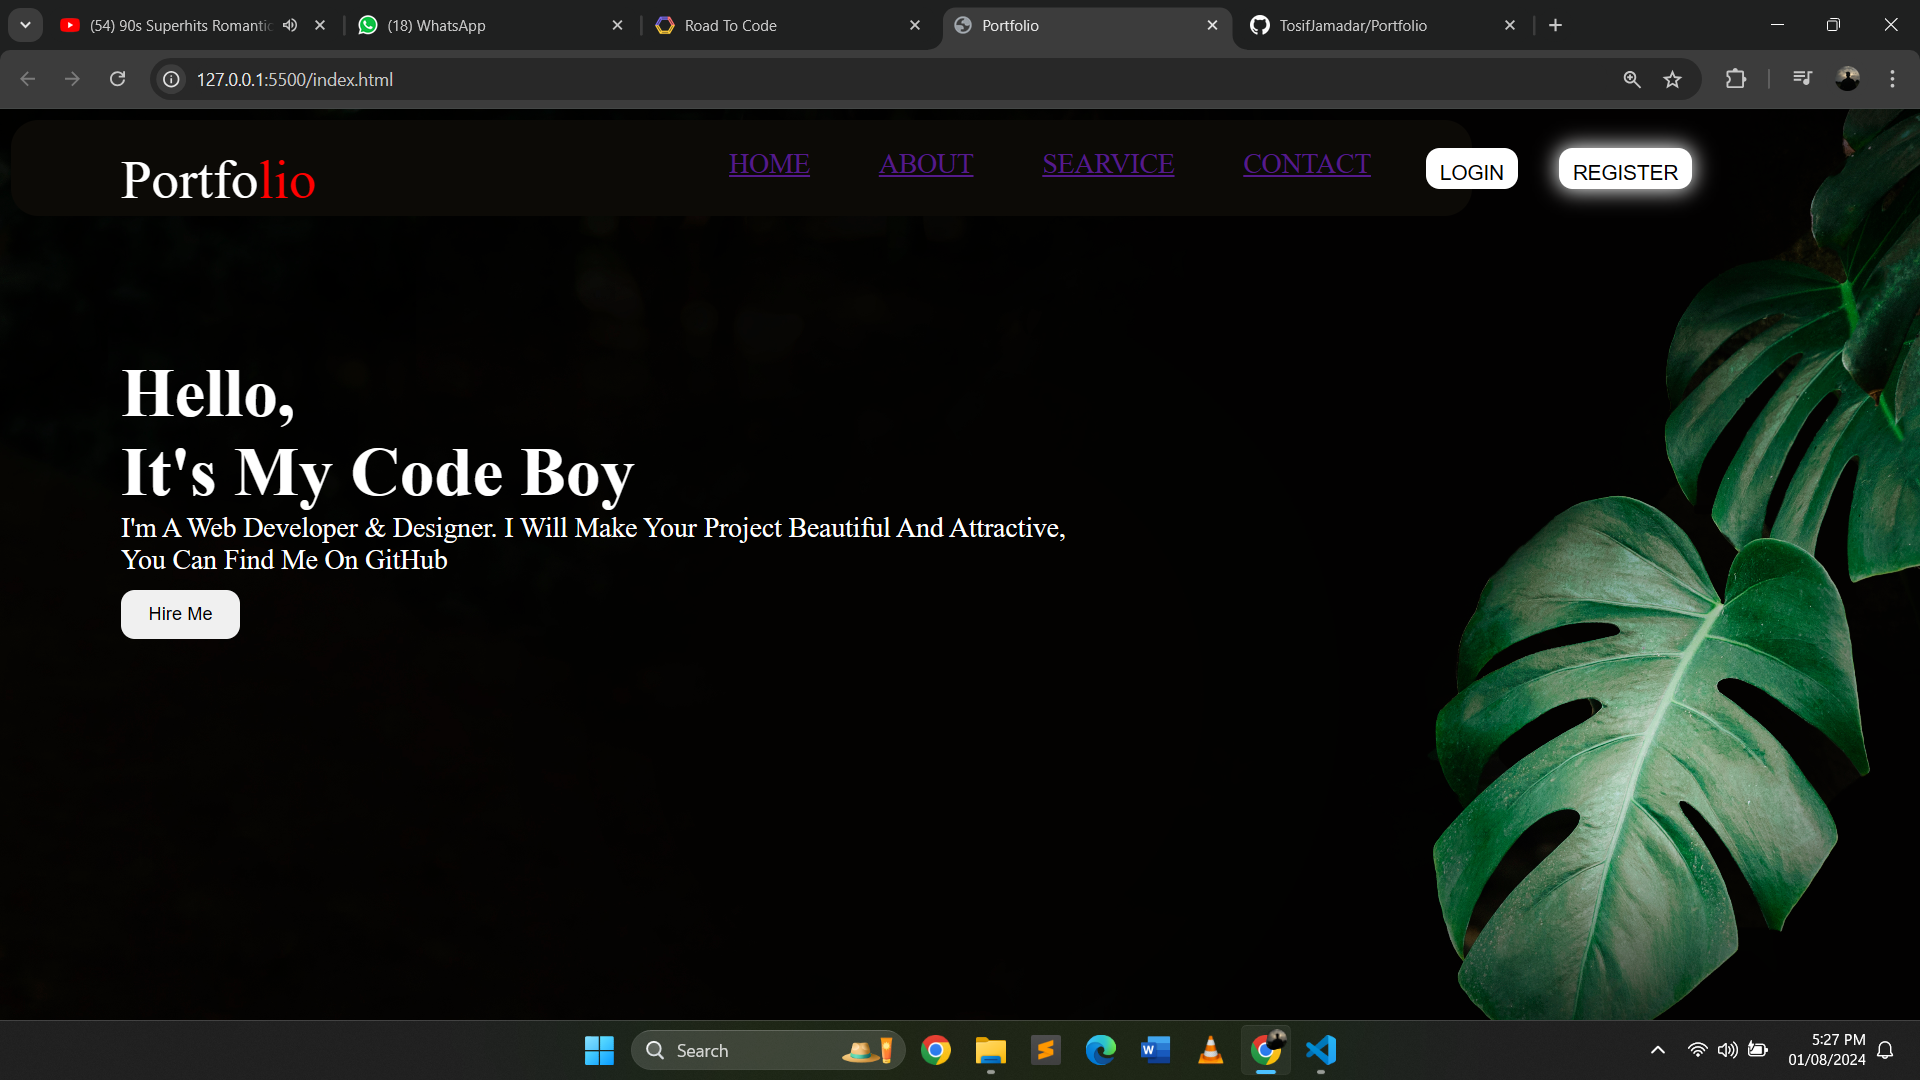 (54) 90s Superhits Romantic
(18) WhatsApp
Road To Code
Portfolio
TosifJamadar/Portfolio
127.0.0.1:5500/index.html
Portfolio
HOME
ABOUT
SEARVICE
CONTACT
LOGIN
REGISTER
Hello,
It's My Code Boy
I'm A Web Developer & Designer. I Will Make Your Project Beautiful And Attractive,
You Can Find Me On GitHub
Hire Me
Search
5:27 PM
01/08/2024